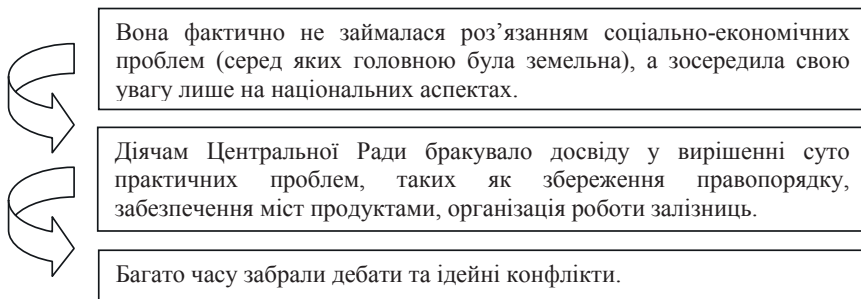 Вона фактично не займалася роз’язанням соціально-економічних
проблем (серед яких головною була земельна), а зосередила свою
увагу лише на національних аспектах.
Діячам Центральної Ради бракувало досвіду у вирішенні суто
практичних проблем, таких як збереження правопорядку,
забезпечення міст продуктами, організація роботи залізниць.
Багато часу забрали дебати та ідейні конфлікти.